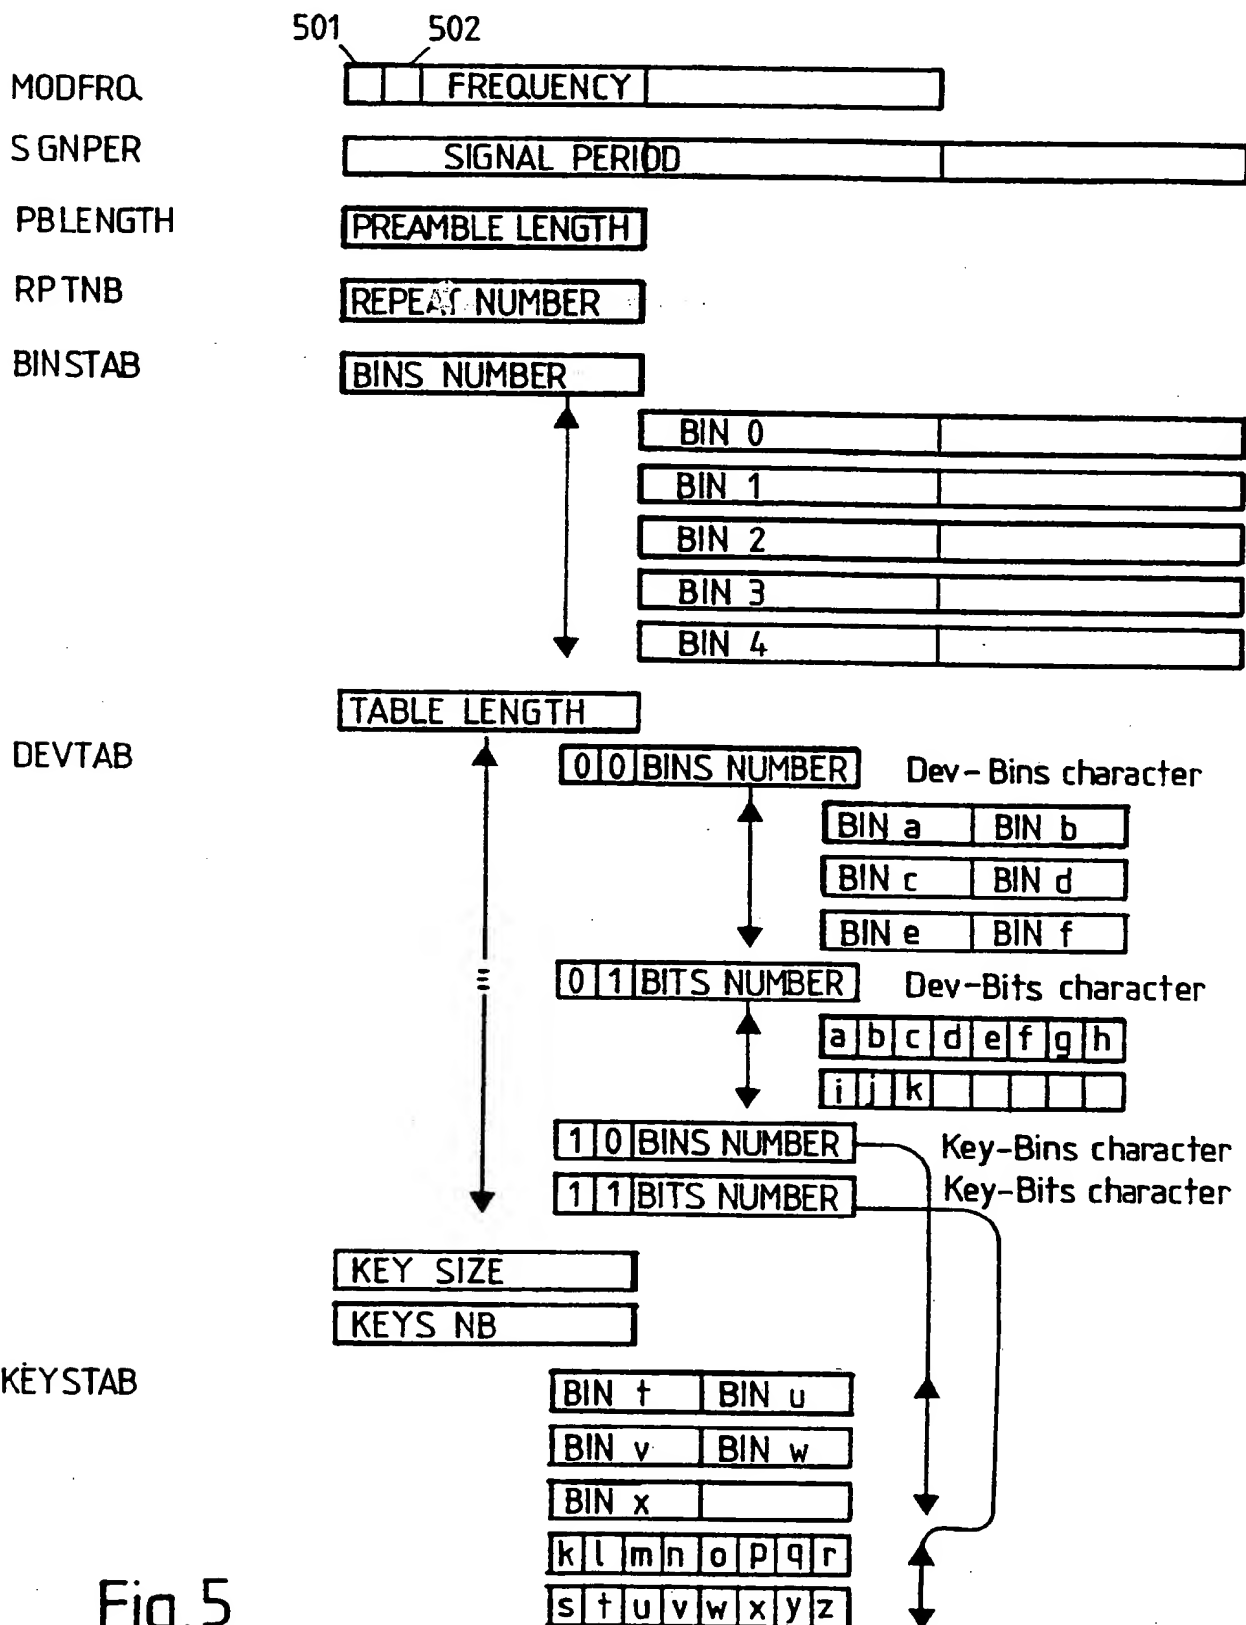 501 502
MODFRQ FREQUENCY
SGNPER SIGNAL PERIOD
PBLENGTH PREAMBLE LENGTH
RPTNB REPEAT NUMBER
BINSTAB BINS NUMBER
BIN 0
BIN 1
BIN 2
BIN 3
BIN 4
TABLE LENGTH
DEVTAB 0 0 BINS NUMBER Dev-Bins character
BIN a BIN b
BIN c BIN d
BIN e BIN f
0 1 BITS NUMBER Dev-Bits character
a b c d e f g h
i j k
1 0 BINS NUMBER Key-Bins character
1 1 BITS NUMBER Key-Bits character
KEY SIZE
KEYS NB
KEYSTAB BIN t BIN u
BIN v BIN w
BIN x
k l m n o p q r
s t u v w x y z
Fig.5